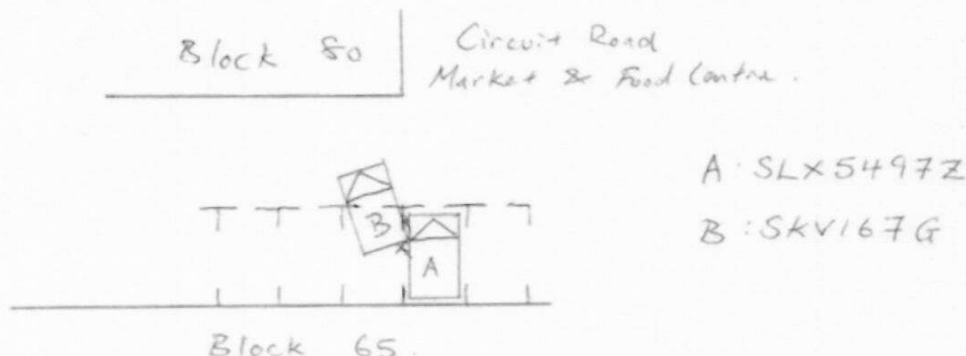 Block 80
Circuit Road
Market & Food Centre.
A : SLX5497Z
B : SKV167G
B
A
Block 65.